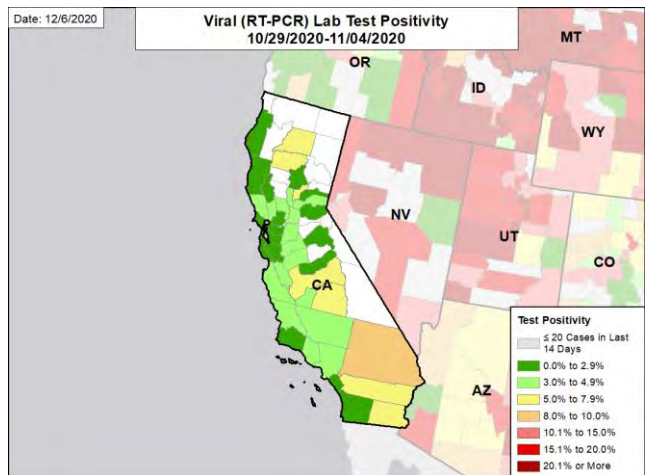 Date: 12/6/2020
Viral (RT-PCR) Lab Test Positivity
10/29/2020-11/04/2020
MT
OR
ID
WY
NV
UT
CO
CA
AZ
Test Positivity
≤ 20 Cases in Last
14 Days
0.0% to 2.9%
3.0% to 4.9%
5.0% to 7.9%
8.0% to 10.0%
10.1% to 15.0%
15.1% to 20.0%
20.1% or More